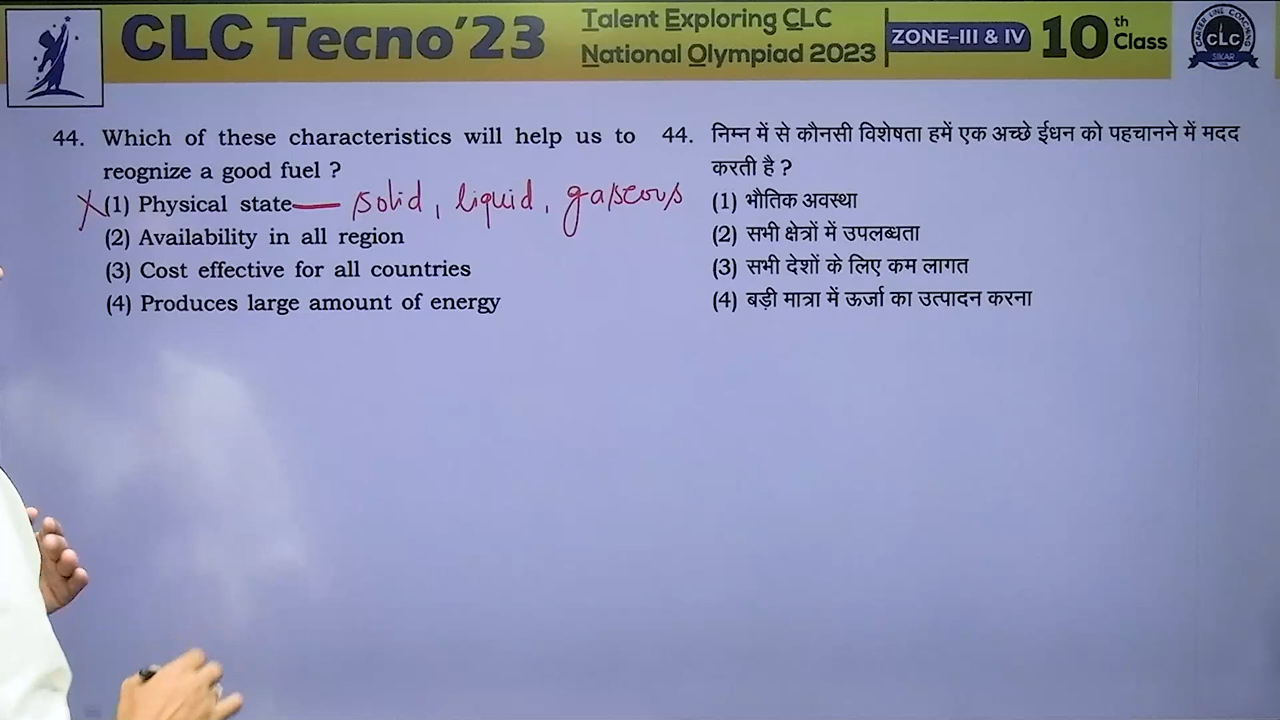 CLC Tecno'23
Talent Exploring CLC
National Olympiad 2023
ZONE–III & IV
10th Class
CAREER LINE COACHING
CLC
SIKAR
44. Which of these characteristics will help us to
reognize a good fuel ?
X(1) Physical state — solid, liquid, gaseous
(2) Availability in all region
(3) Cost effective for all countries
(4) Produces large amount of energy
44. निम्न में से कौनसी विशेषता हमें एक अच्छे ईधन को पहचानने में मदद
करती है ?
(1) भौतिक अवस्था
(2) सभी क्षेत्रों में उपलब्धता
(3) सभी देशों के लिए कम लागत
(4) बड़ी मात्रा में ऊर्जा का उत्पादन करना